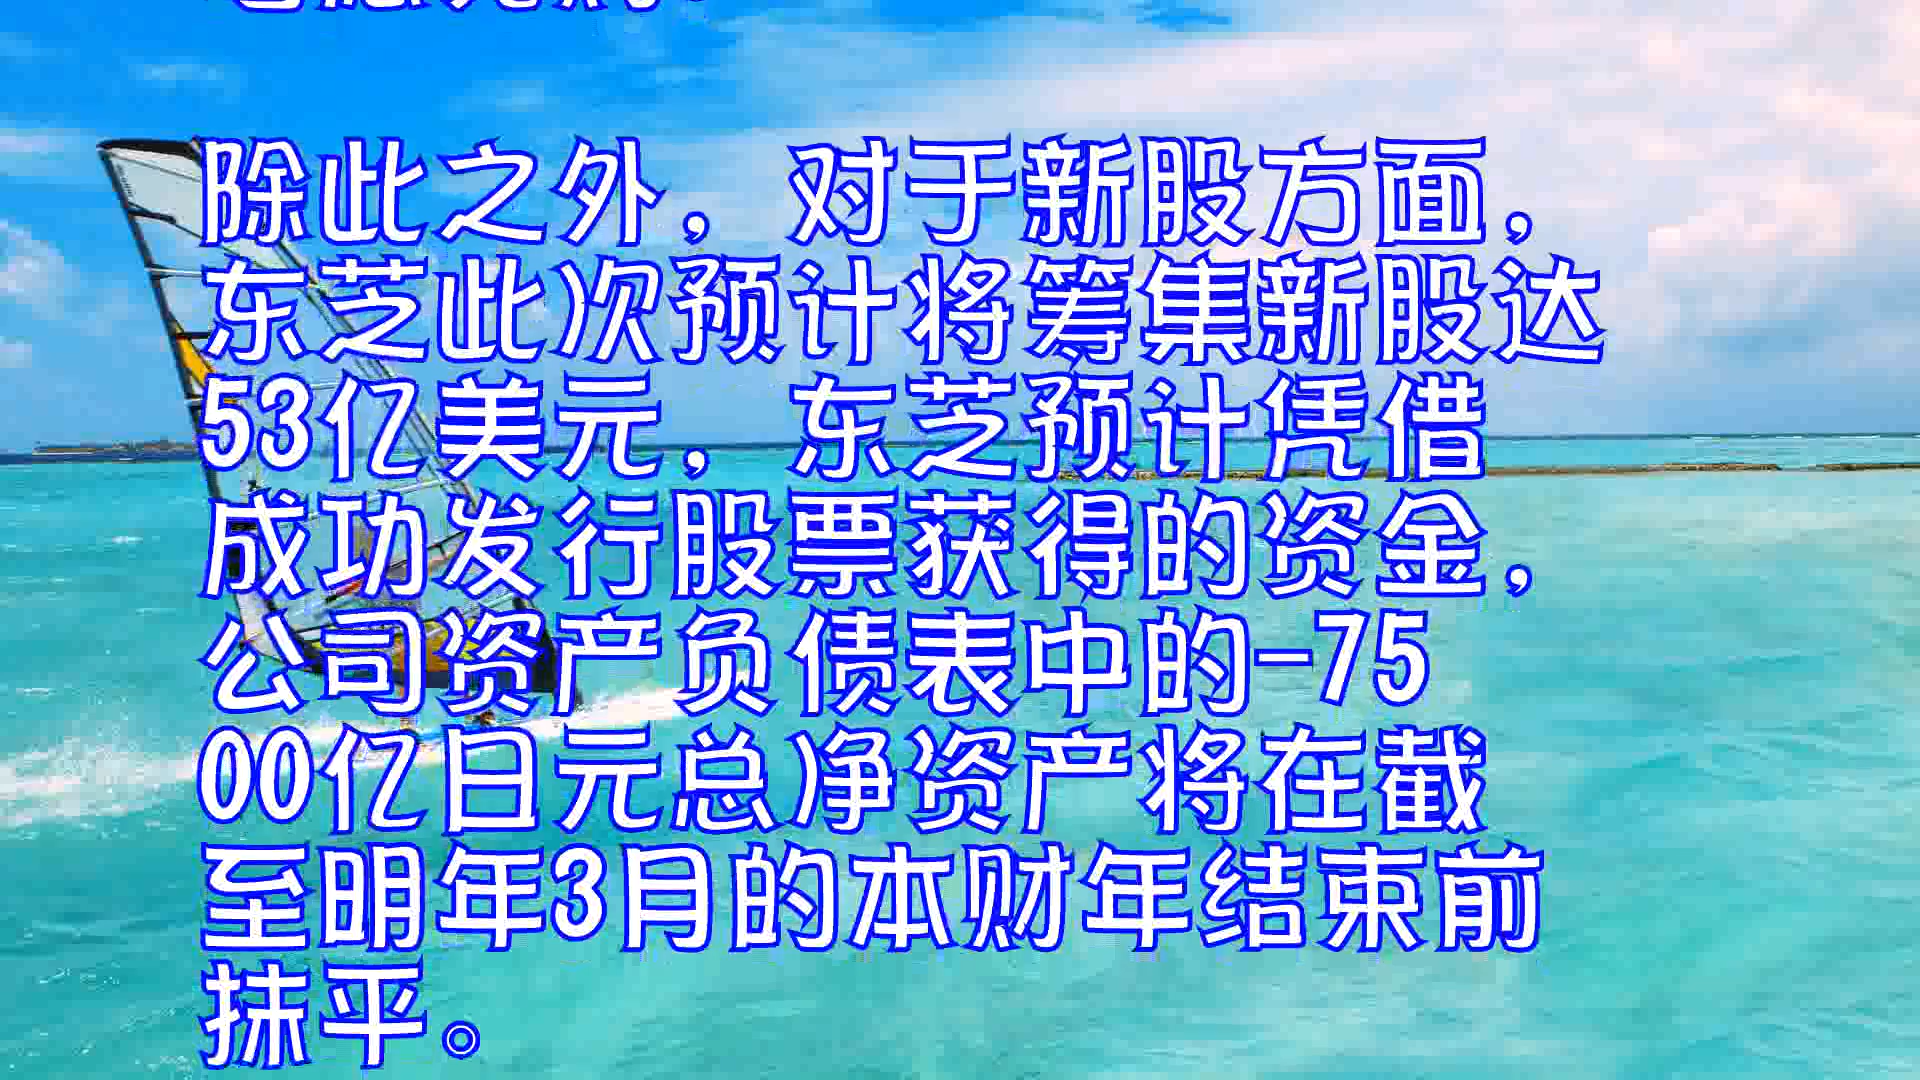 除此之外，对于新股方面，
东芝此次预计将筹集新股达
53亿美元，东芝预计凭借
成功发行股票获得的资金，
公司资产负债表中的-75
00亿日元总净资产将在截
至明年3月的本财年结束前
抹平。